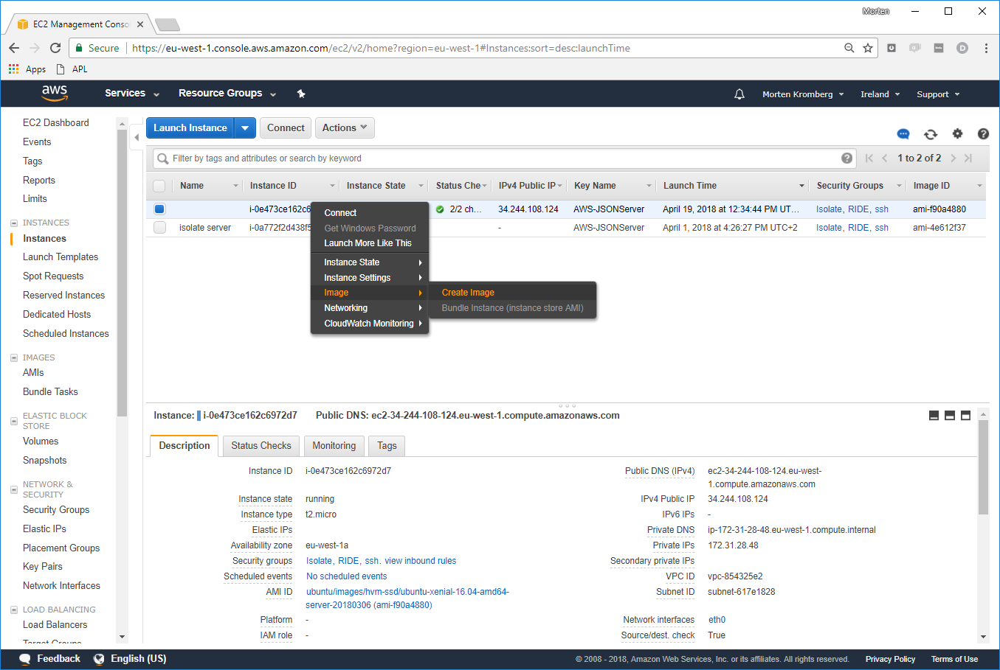 Morten
EC2 Management Conso
Secure https://eu-west-1.console.aws.amazon.com/ec2/v2/home?region=eu-west-1#Instances:sort=desc:launchTime
Apps APL
aws Services Resource Groups Morten Kromberg Ireland Support
EC2 Dashboard
Events
Tags
Reports
Limits
INSTANCES
Instances
Launch Templates
Spot Requests
Reserved Instances
Dedicated Hosts
Scheduled Instances
IMAGES
AMIs
Bundle Tasks
ELASTIC BLOCK
STORE
Volumes
Snapshots
NETWORK &
SECURITY
Security Groups
Elastic IPs
Placement Groups
Key Pairs
Network Interfaces
LOAD BALANCING
Load Balancers
Target Groups
Launch Instance Connect Actions
Filter by tags and attributes or search by keyword 1 to 2 of 2
Name Instance ID Instance State Status Che IPv4 Public IP Key Name Launch Time Security Groups Image ID
i-0e473ce162c6 2/2 ch... 34.244.108.124 AWS-JSONServer April 19, 2018 at 12:34:44 PM UT... Isolate, RIDE, ssh ami-f90a4880
isolate server i-0a772f2d438f5 - AWS-JSONServer April 1, 2018 at 4:26:27 PM UTC+2 Isolate, RIDE, ssh ami-4e612f37
Connect
Get Windows Password
Launch More Like This
Instance State
Instance Settings
Image
Networking
CloudWatch Monitoring
Create Image
Bundle Instance (instance store AMI)
Instance: i-0e473ce162c6972d7 Public DNS: ec2-34-244-108-124.eu-west-1.compute.amazonaws.com
Description Status Checks Monitoring Tags
Instance ID i-0e473ce162c6972d7
Instance state running
Instance type t2.micro
Elastic IPs
Availability zone eu-west-1a
Security groups Isolate, RIDE, ssh. view inbound rules
Scheduled events No scheduled events
AMI ID ubuntu/images/hvm-ssd/ubuntu-xenial-16.04-amd64-
server-20180306 (ami-f90a4880)
Platform -
IAM role -
Public DNS (IPv4) ec2-34-244-108-124.eu-west-
1.compute.amazonaws.com
IPv4 Public IP 34.244.108.124
IPv6 IPs -
Private DNS ip-172-31-28-48.eu-west-1.compute.internal
Private IPs 172.31.28.48
Secondary private IPs
VPC ID vpc-854325e2
Subnet ID subnet-617e1828
Network interfaces eth0
Source/dest. check True
Feedback English (US) © 2008 - 2018, Amazon Web Services, Inc. or its affiliates. All rights reserved. Privacy Policy Terms of Use